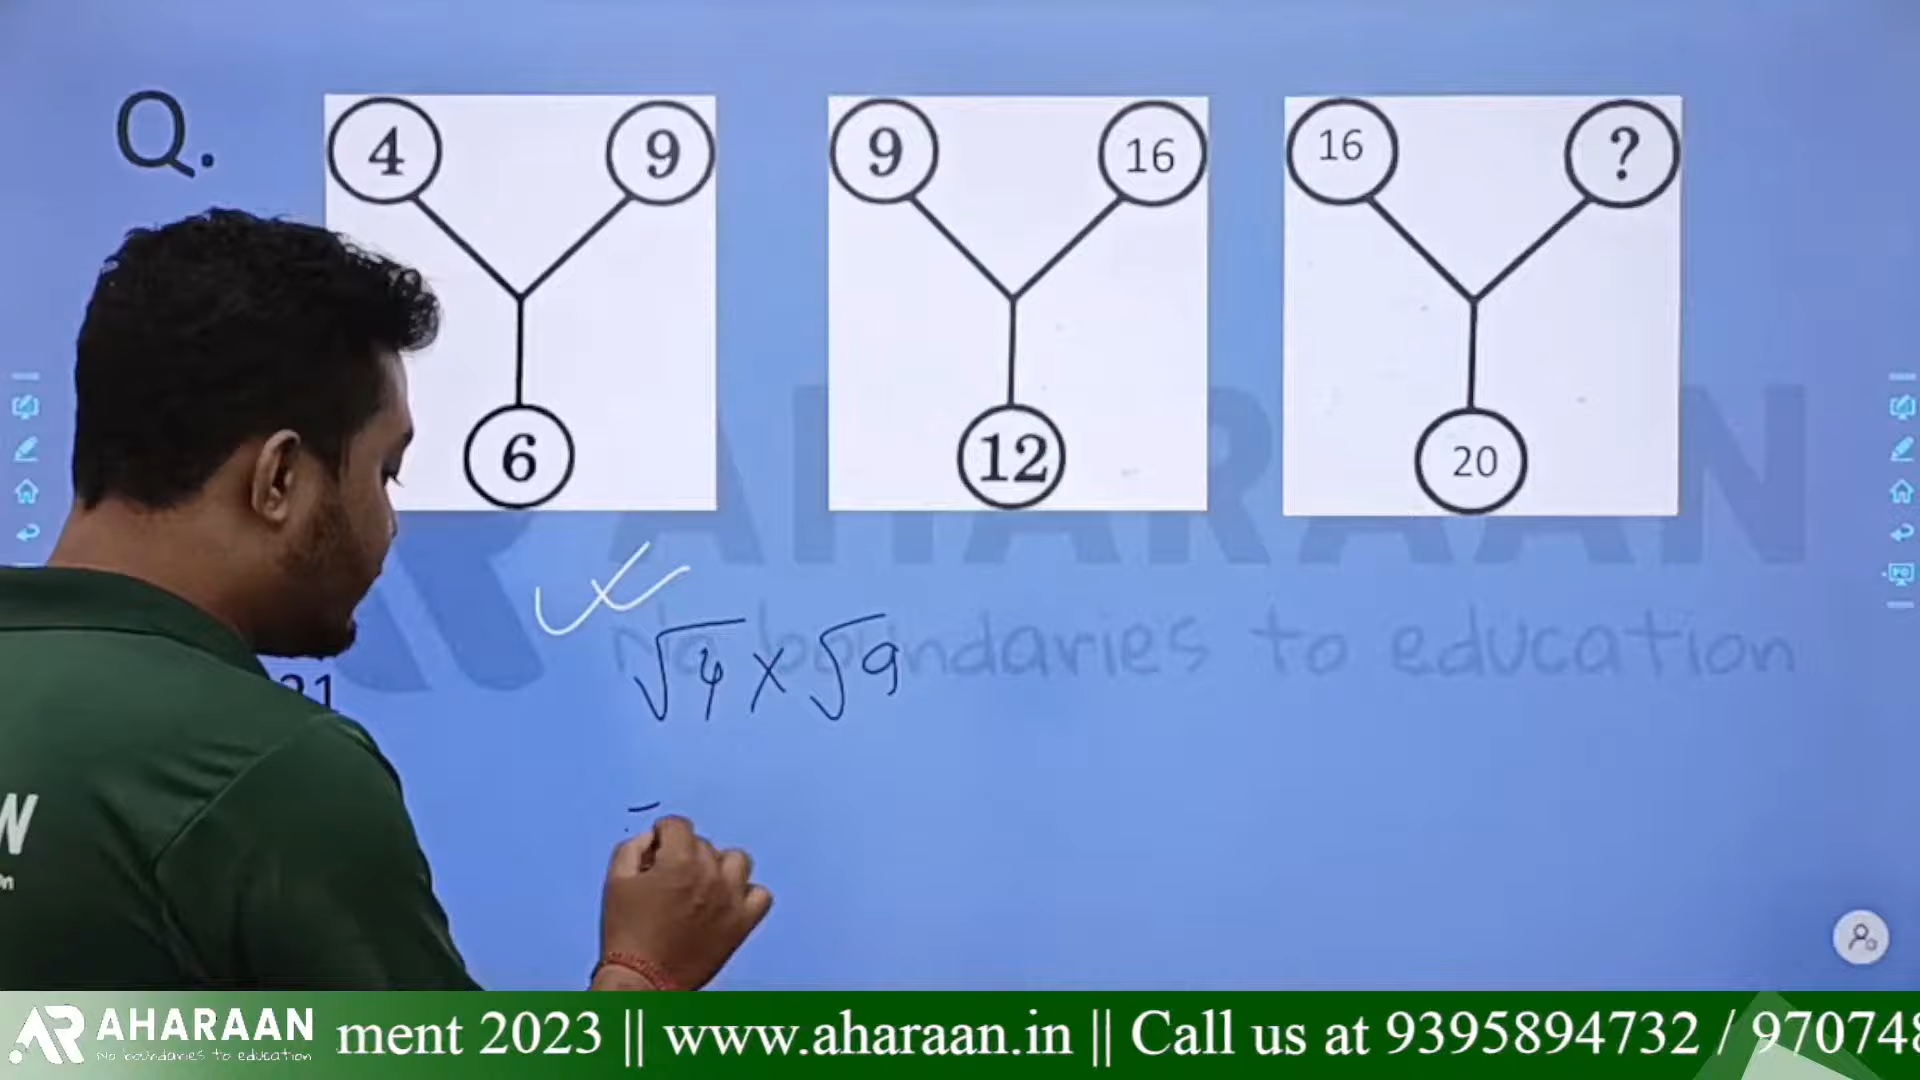 Q.
4 9
6
9 16
12
16 ?
20
√4 × √9
21
=
W
AHARAAN
No boundaries to education
AHARAAN
No boundaries to education
ment 2023 || www.aharaan.in || Call us at 9395894732 / 970748